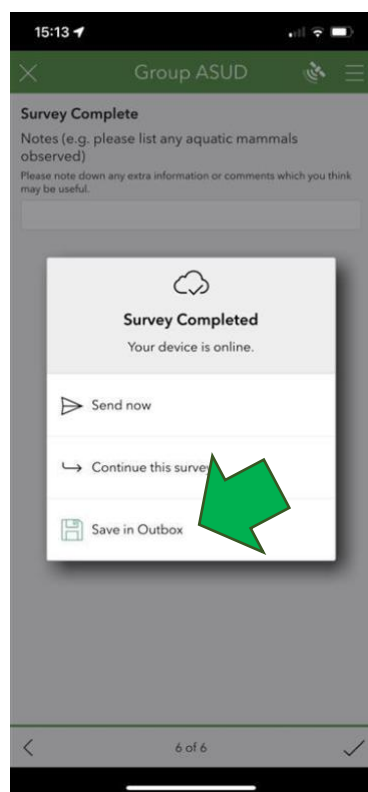 15:13
Group ASUD
Survey Complete
Notes (e.g. please list any aquatic mammals
observed)
Please note down any extra information or comments which you think
may be useful.
Survey Completed
Your device is online.
Send now
Continue this survey
Save in Outbox
6 of 6